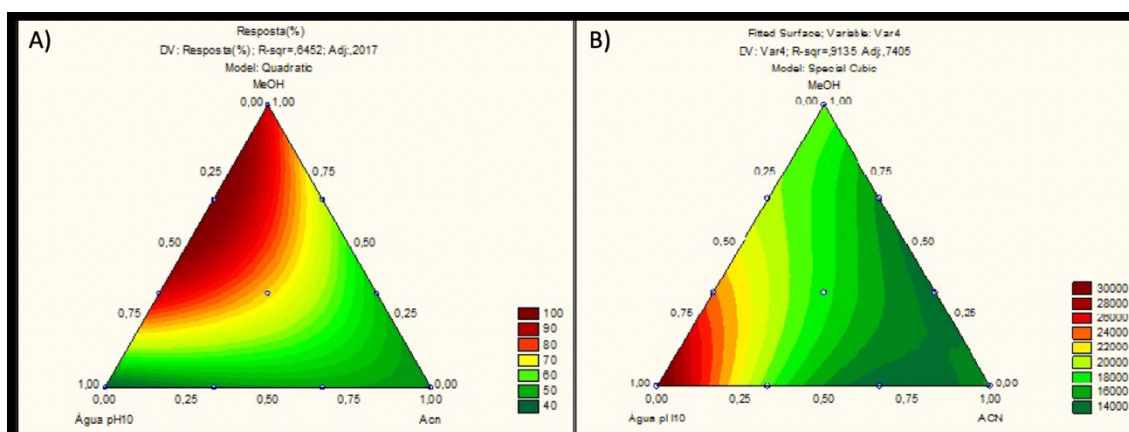 A)
Resposta(%)
DV: Resposta(%); R-sqr=,6452; Adj:,2017
Model: Quadratic
MeOH
0,00 1,00
0,25 0,75
0,50 0,50
0,75 0,25
1,00 0,00
0,25 0,50 0,75 1,00
Água pH10 Acn
100
90
80
70
60
50
40
B)
Fitted Surface; Variable: Var4
DV: Var4; R-sqr=,9135 Adj:,7405
Model: Special Cubic
MeOH
0,00 1,00
0,25 0,75
0,50 0,50
0,75 0,25
1,00 0,00
0,25 0,50 0,75 1,00
Água pH10 ACN
30000
28000
26000
24000
22000
20000
18000
16000
14000